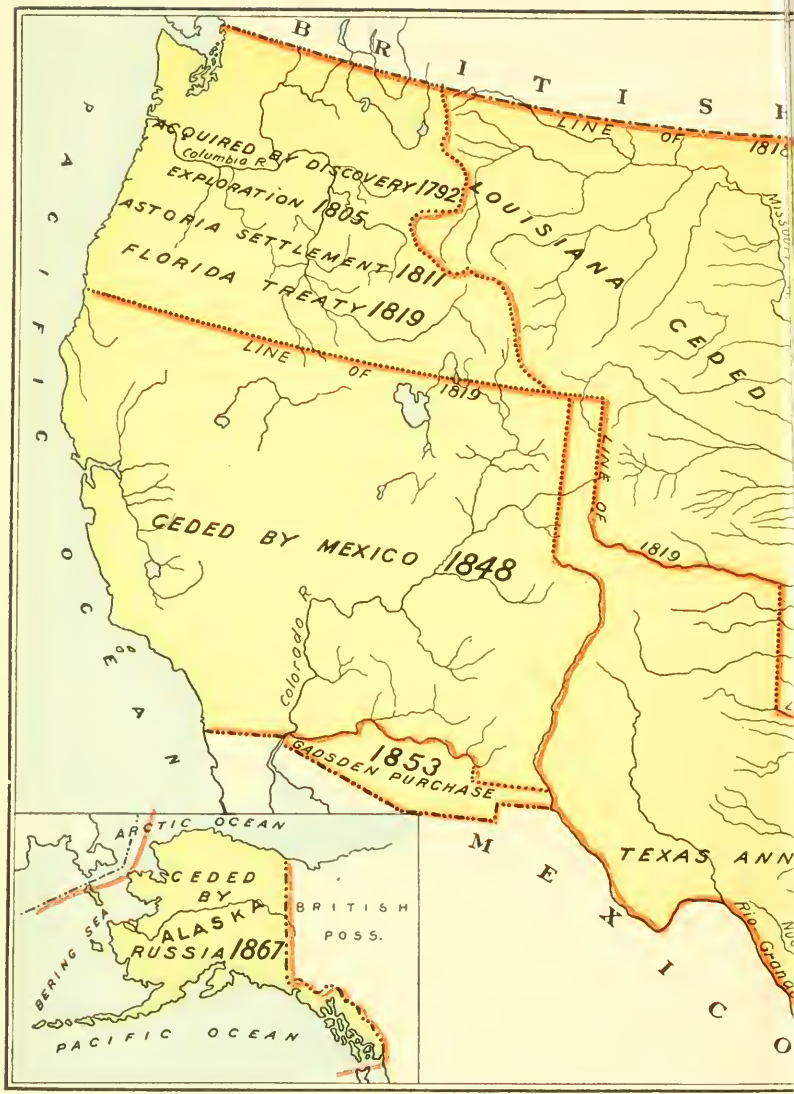 BRITISH
PACIFIC OCEAN
LINE OF 1818
ACQUIRED BY DISCOVERY 1792
Columbia R.
EXPLORATION 1805
ASTORIA SETTLEMENT 1811
FLORIDA TREATY 1819
LOUISIANA CEDED
LINE OF 1819
LINE OF 1819
CEDED BY MEXICO 1848
Colorado R.
1853
GADSDEN PURCHASE
MEXICO
TEXAS ANN
Rio Grand
ARCTIC OCEAN
CEDED
BY
ALASKA
RUSSIA 1867
BRITISH
POSS.
BERING SEA
PACIFIC OCEAN